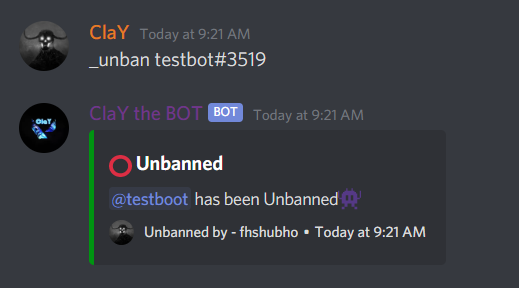 ClaY Today at 9:21 AM
_unban testbot#3519
ClaY the BOT BOT Today at 9:21 AM
Unbanned
@testboot has been Unbanned
Unbanned by - fhshubho • Today at 9:21 AM
ClaY